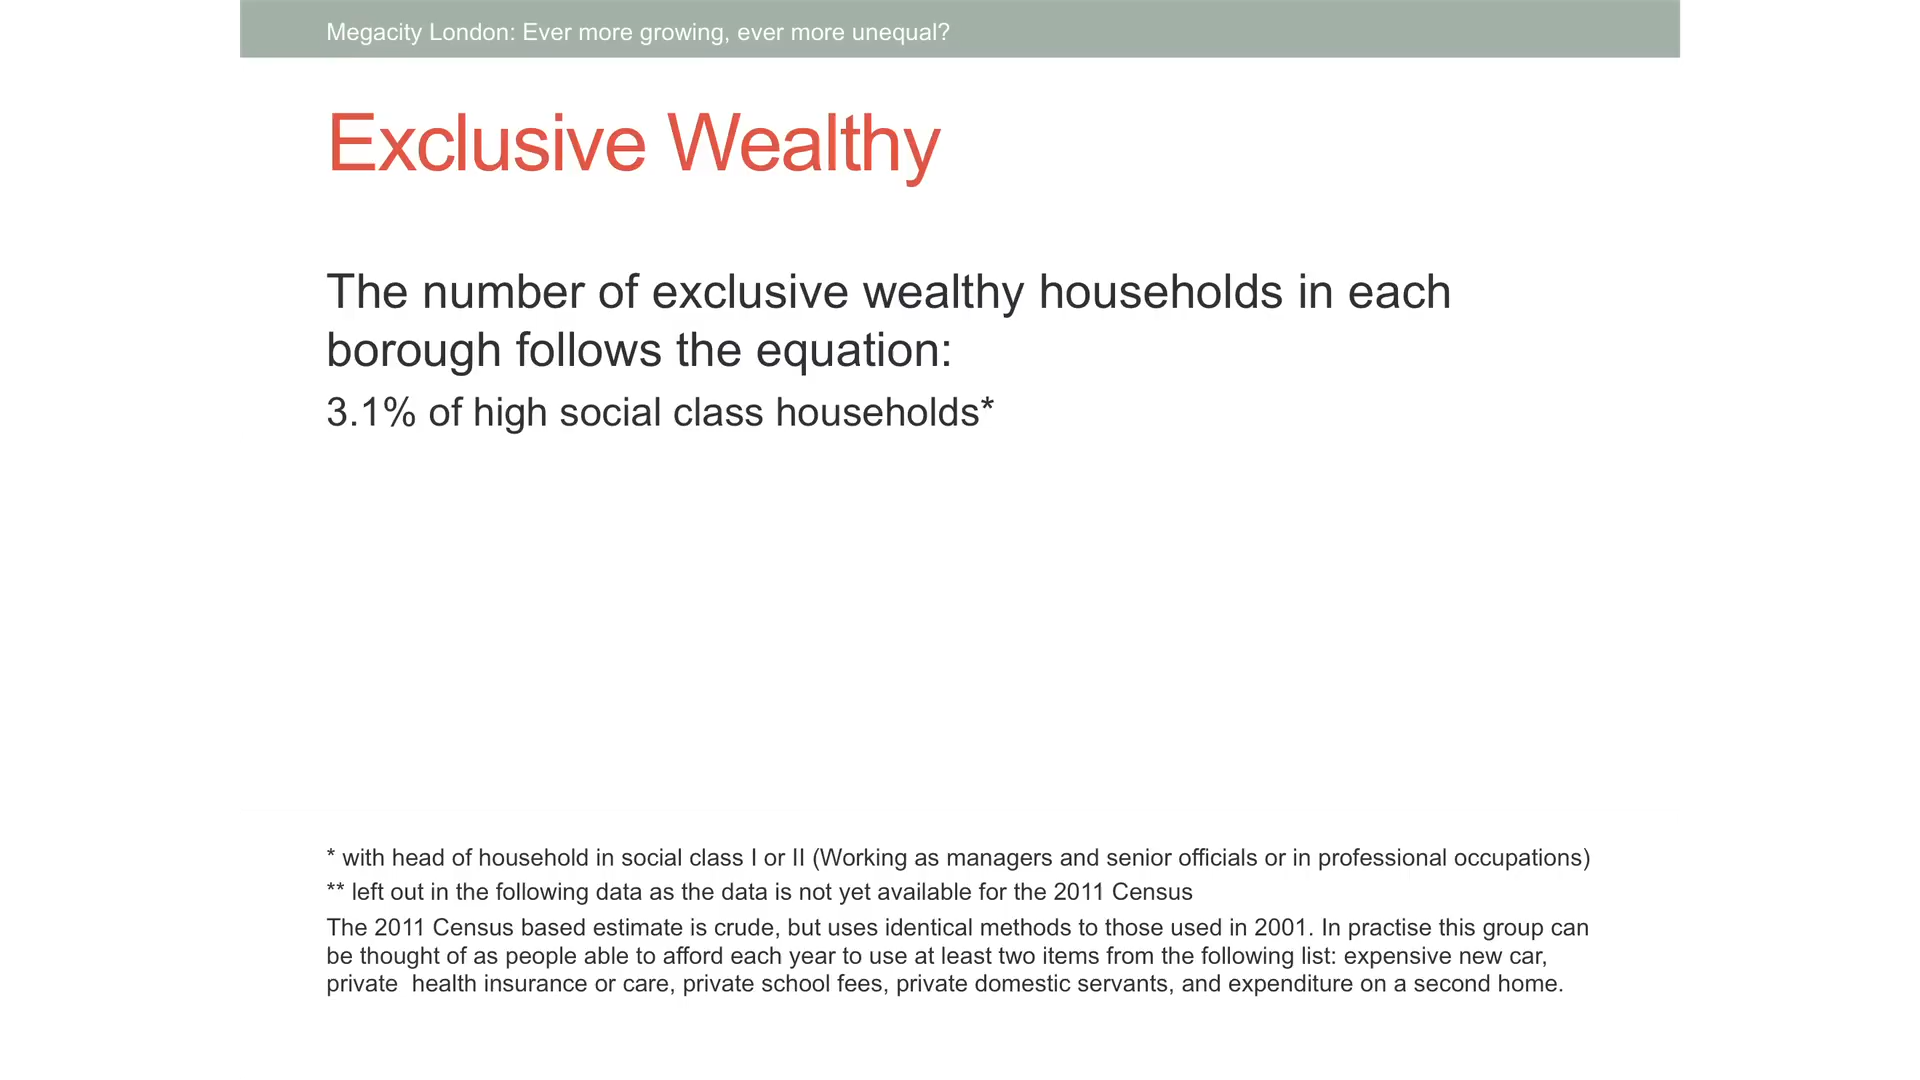 Megacity London: Ever more growing, ever more unequal?
Exclusive Wealthy
The number of exclusive wealthy households in each
borough follows the equation:
3.1% of high social class households*
* with head of household in social class I or II (Working as managers and senior officials or in professional occupations)
** left out in the following data as the data is not yet available for the 2011 Census
The 2011 Census based estimate is crude, but uses identical methods to those used in 2001. In practise this group can
be thought of as people able to afford each year to use at least two items from the following list: expensive new car,
private  health insurance or care, private school fees, private domestic servants, and expenditure on a second home.